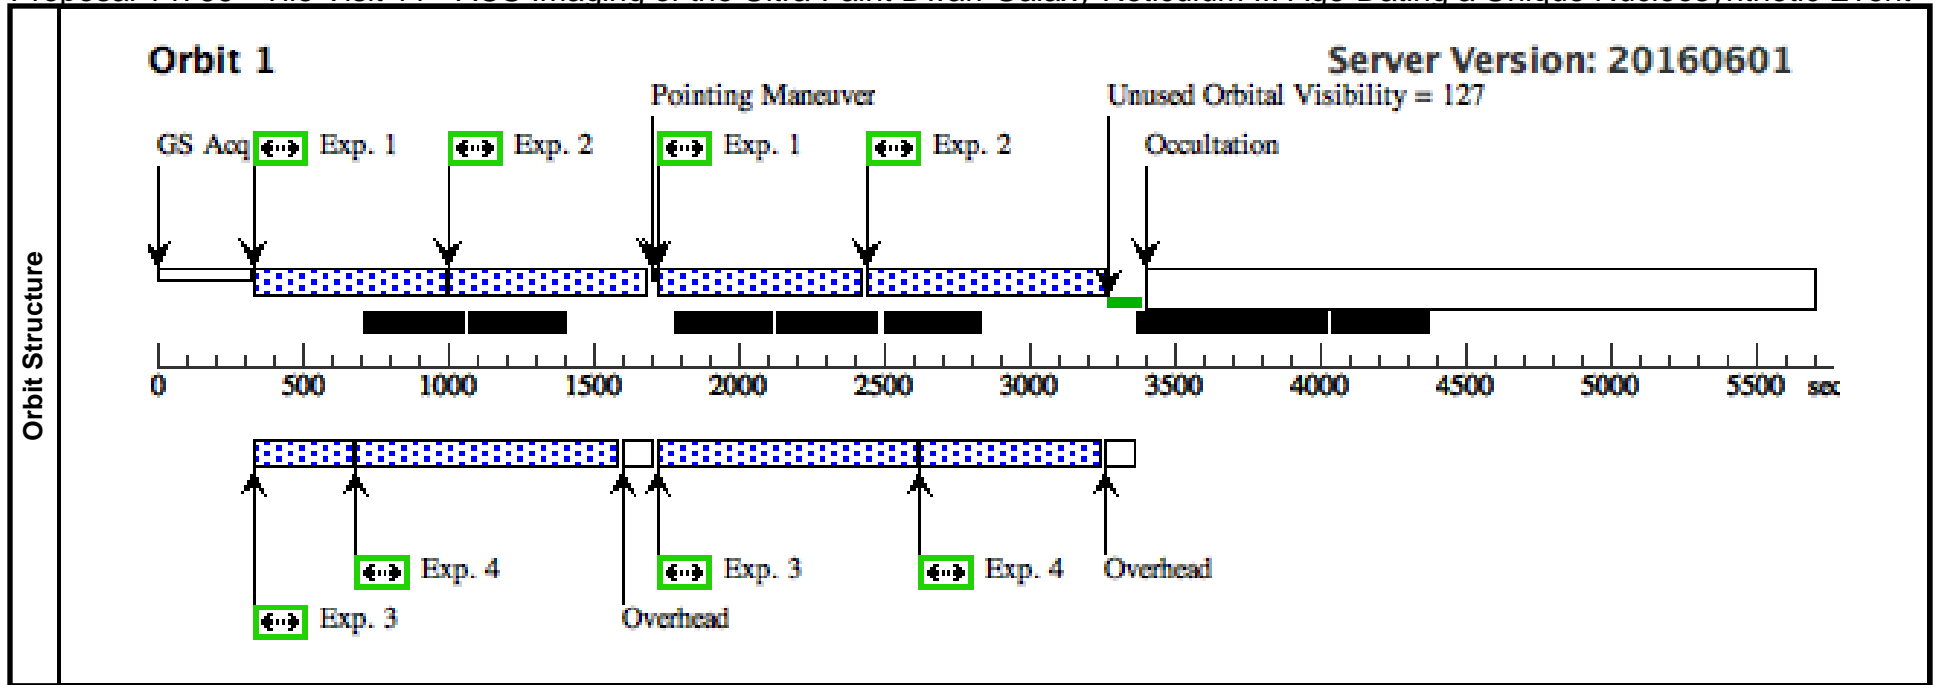 Orbit 1
Server Version: 20160601
Pointing Maneuver
Unused Orbital Visibility = 127
GS Acq
Exp. 1
Exp. 2
Exp. 1
Exp. 2
Occultation
Orbit Structure
0 500 1000 1500 2000 2500 3000 3500 4000 4500 5000 5500 sec
Exp. 4
Exp. 3
Exp. 4
Overhead
Exp. 3
Overhead